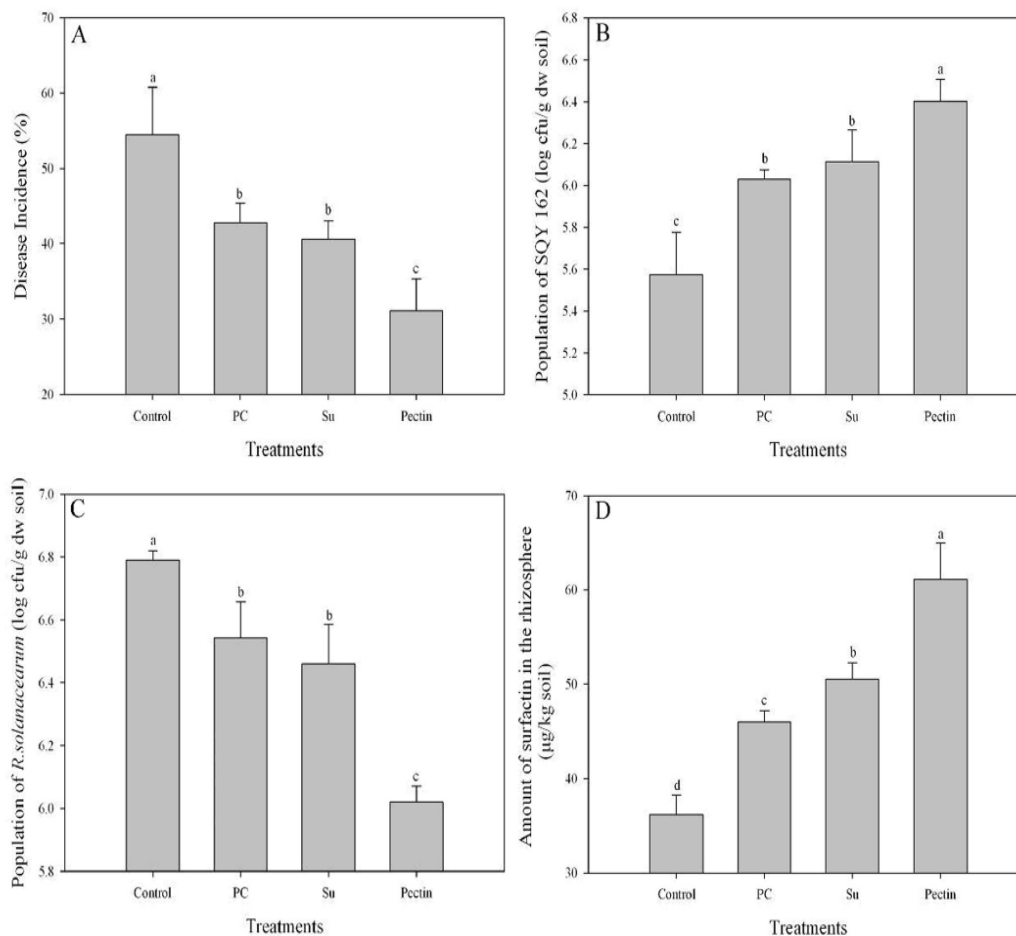 A
Disease Incidence (%)
70
60
50
40
30
20
a
b
b
c
Control PC Su Pectin
Treatments
B
Population of SQY 162 (log cfu/g dw soil)
6.8
6.6
6.4
6.2
6.0
5.8
5.6
5.4
5.2
5.0
c
b
b
a
Control PC Su Pectin
Treatments
C
Population of R.solanacearum (log cfu/g dw soil)
7.0
6.8
6.6
6.4
6.2
6.0
5.8
a
b
b
c
Control PC Su Pectin
Treatments
D
Amount of surfactin in the rhizosphere
(µg/kg soil)
70
60
50
40
30
d
c
b
a
Control PC Su Pectin
Treatments